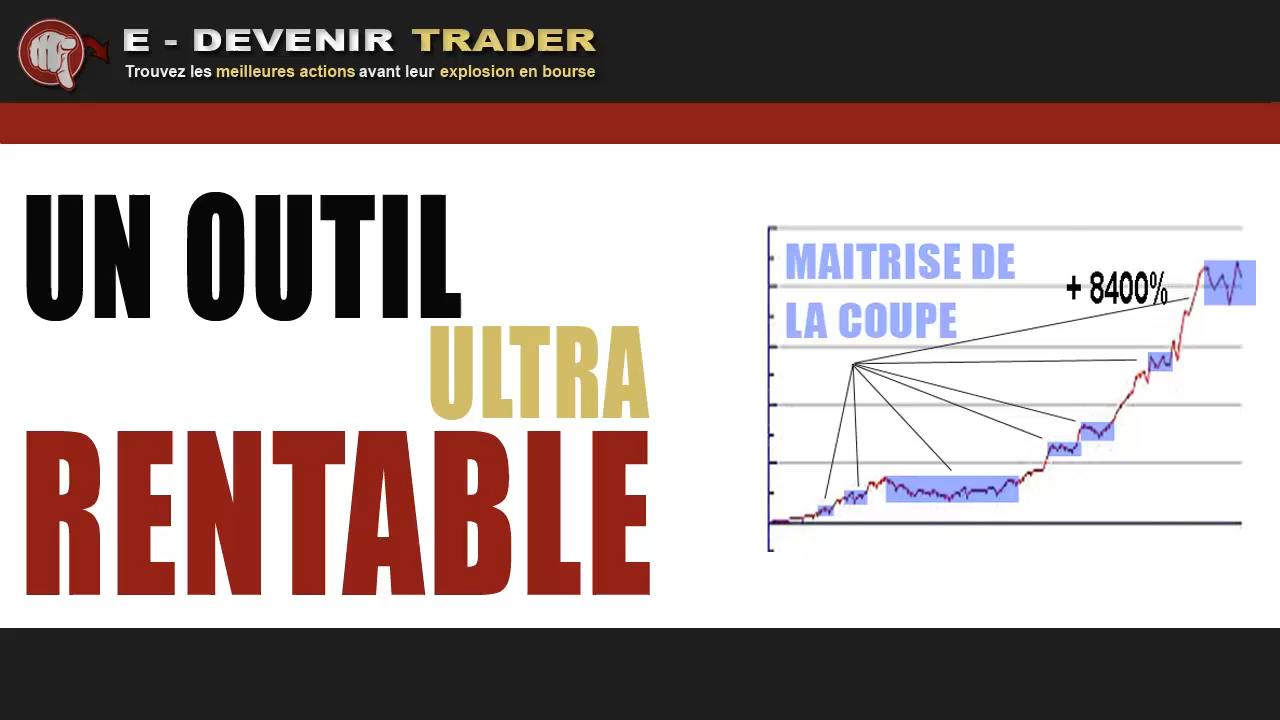 E - DEVENIR TRADER
Trouvez les meilleures actions avant leur explosion en bourse
UN OUTIL
ULTRA
RENTABLE
MAITRISE DE
LA COUPE
+ 8400%